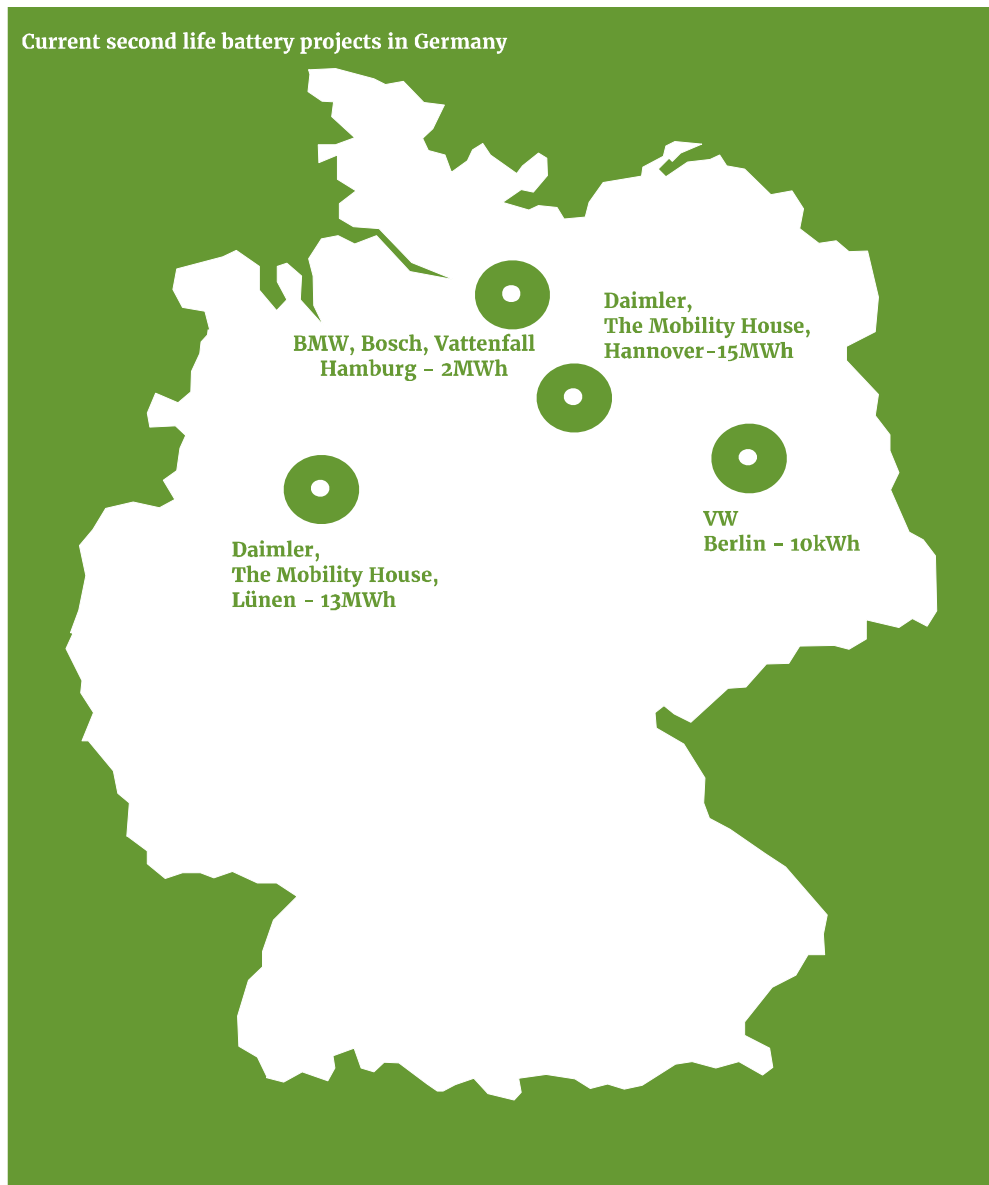 Current second life battery projects in Germany
Daimler,
The Mobility House,
Hannover-15MWh
BMW, Bosch, Vattenfall
Hamburg - 2MWh
VW
Berlin - 10kWh
Daimler,
The Mobility House,
Lünen - 13MWh